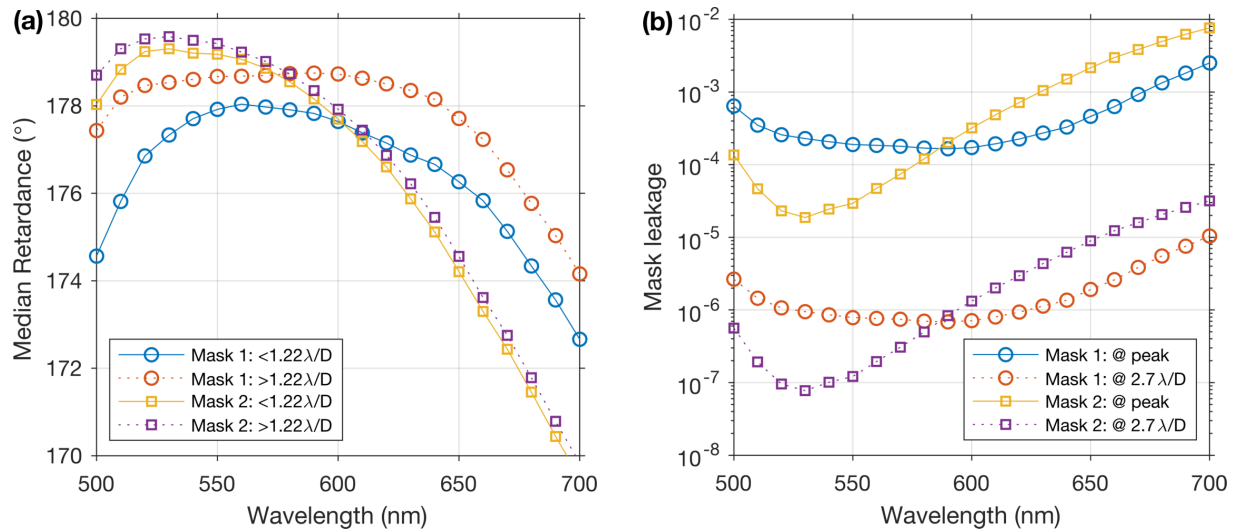 (a)
180
178
176
174
172
170
Median Retardance (°)
500
550
600
650
700
Wavelength (nm)
Mask 1: <1.22λ/D
Mask 1: >1.22λ/D
Mask 2: <1.22λ/D
Mask 2: >1.22λ/D
(b)
10⁻²
10⁻³
10⁻⁴
10⁻⁵
10⁻⁶
10⁻⁷
10⁻⁸
Mask leakage
500
550
600
650
700
Wavelength (nm)
Mask 1: @ peak
Mask 1: @ 2.7 λ/D
Mask 2: @ peak
Mask 2: @ 2.7 λ/D